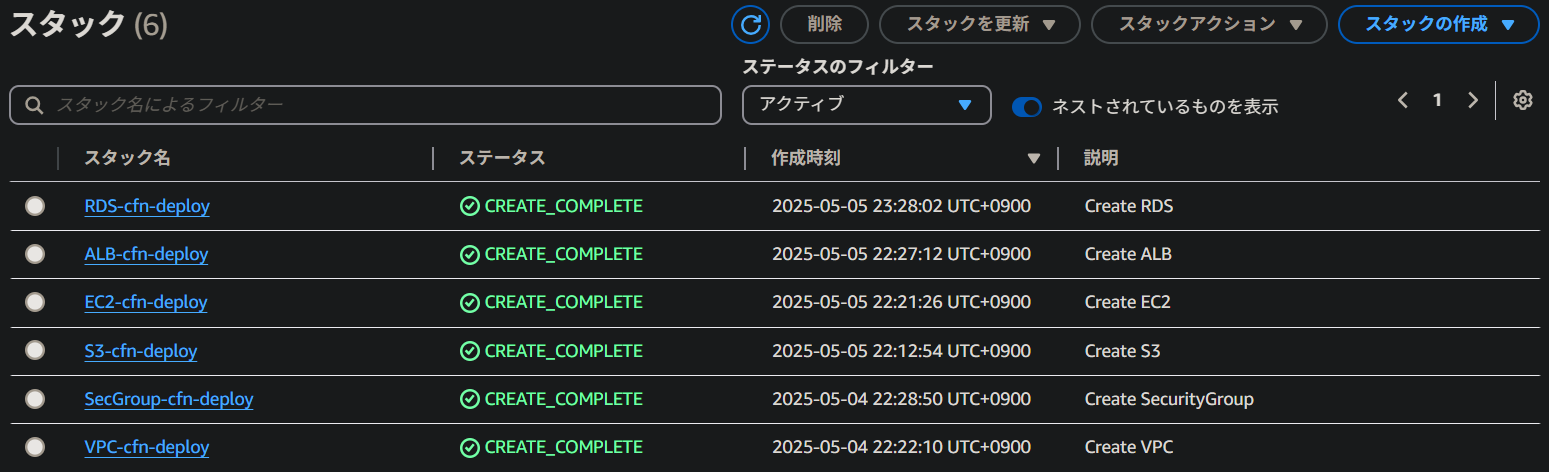 スタック (6) 削除 スタックを更新 スタックアクション スタックの作成
ステータスのフィルター
スタック名によるフィルター アクティブ ネストされているものを表示 1
スタック名 ステータス 作成時刻 説明
RDS-cfn-deploy CREATE_COMPLETE 2025-05-05 23:28:02 UTC+0900 Create RDS
ALB-cfn-deploy CREATE_COMPLETE 2025-05-05 22:27:12 UTC+0900 Create ALB
EC2-cfn-deploy CREATE_COMPLETE 2025-05-05 22:21:26 UTC+0900 Create EC2
S3-cfn-deploy CREATE_COMPLETE 2025-05-05 22:12:54 UTC+0900 Create S3
SecGroup-cfn-deploy CREATE_COMPLETE 2025-05-04 22:28:50 UTC+0900 Create SecurityGroup
VPC-cfn-deploy CREATE_COMPLETE 2025-05-04 22:22:10 UTC+0900 Create VPC